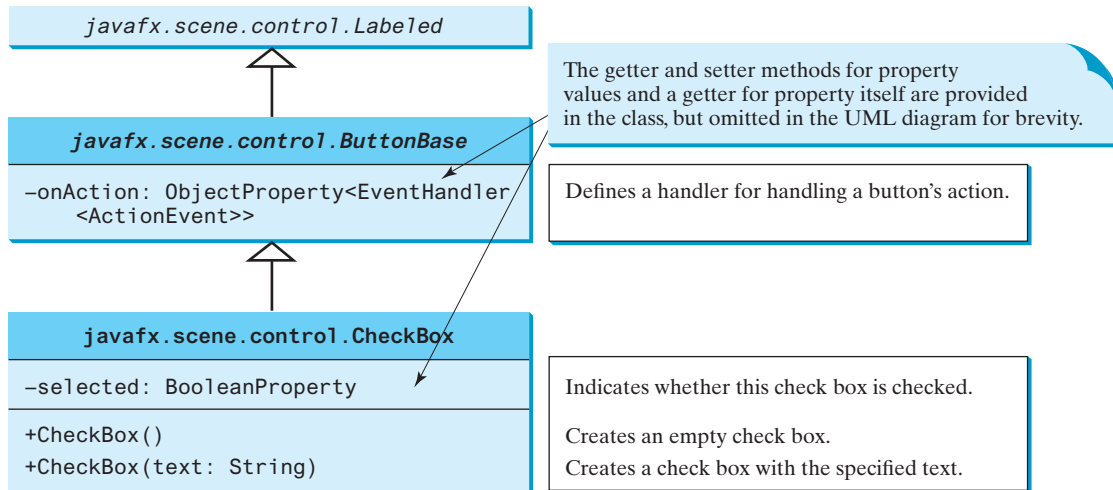 javafx.scene.control.Labeled
The getter and setter methods for property
values and a getter for property itself are provided
in the class, but omitted in the UML diagram for brevity.
javafx.scene.control.ButtonBase
–onAction: ObjectProperty<EventHandler
<ActionEvent>>
Defines a handler for handling a button’s action.
javafx.scene.control.CheckBox
–selected: BooleanProperty
Indicates whether this check box is checked.
+CheckBox()
Creates an empty check box.
+CheckBox(text: String)
Creates a check box with the specified text.